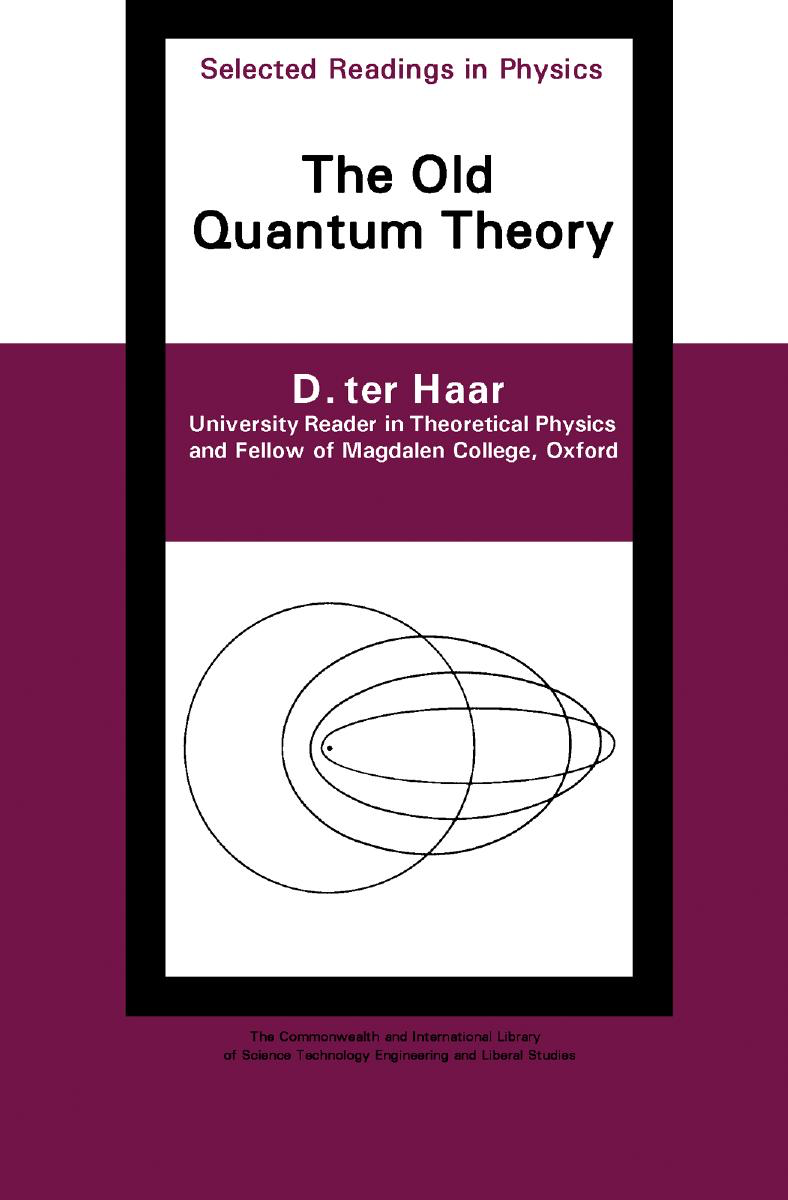 Selected Readings in Physics
The Old
Quantum Theory
D. ter Haar
University Reader in Theoretical Physics
and Fellow of Magdalen College, Oxford
The Commonwealth and International Library
of Science Technology Engineering and Liberal Studies